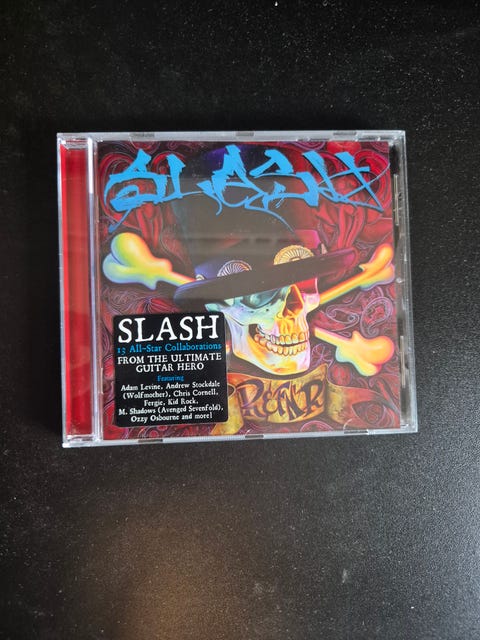 SLASH
SLASH
13 All-Star Collaborations
FROM THE ULTIMATE
GUITAR HERO
Featuring
Adam Levine, Andrew Stockdale
(Wolfmother), Chris Cornell,
Fergie, Kid Rock,
M. Shadows (Avenged Sevenfold),
Ozzy Osbourne and more!
R&FNR